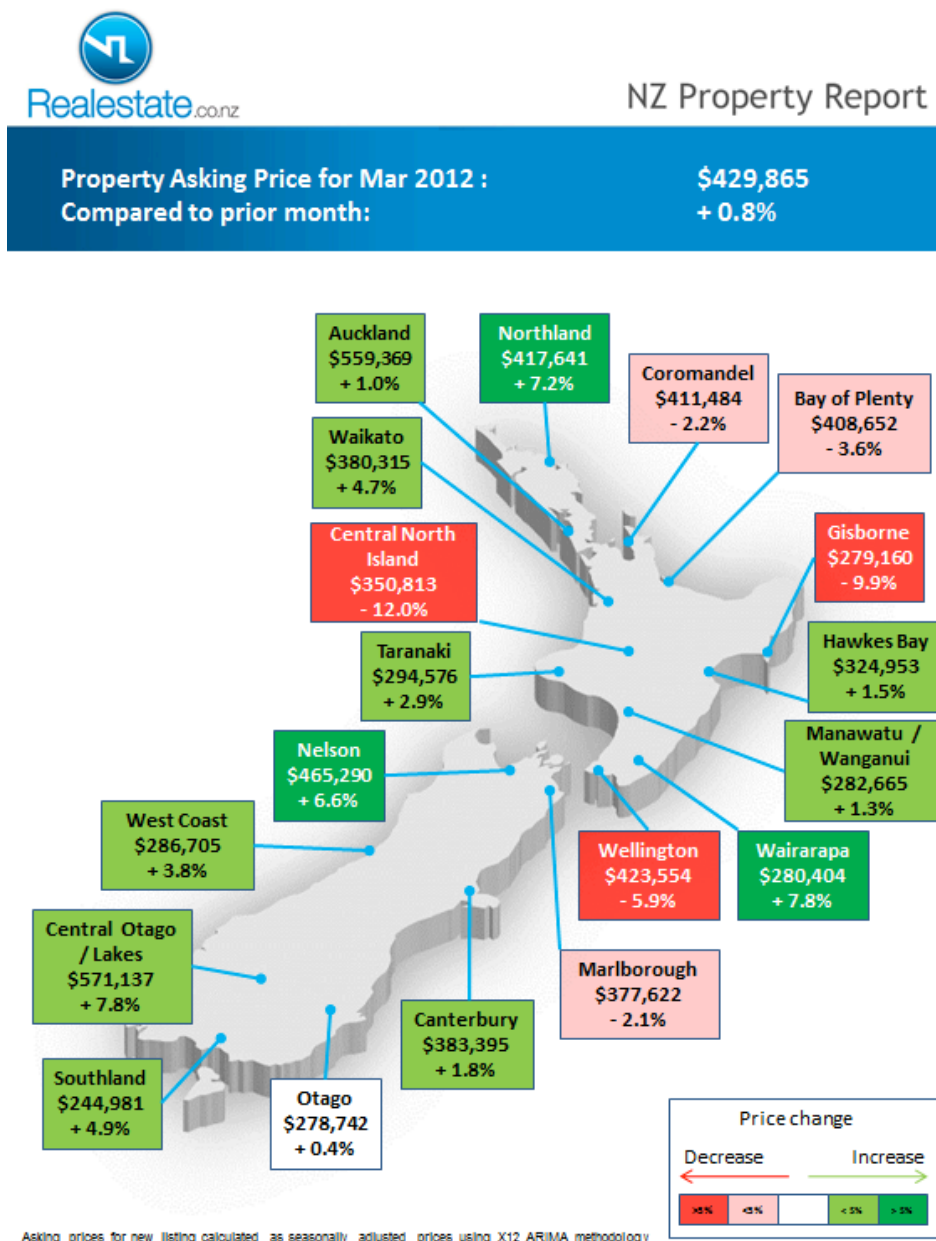 Realestate.co.nz
NZ Property Report
Property Asking Price for Mar 2012 :
$429,865
Compared to prior month:
+ 0.8%
Auckland
$559,369
+ 1.0%
Northland
$417,641
+ 7.2%
Coromandel
$411,484
- 2.2%
Bay of Plenty
$408,652
- 3.6%
Waikato
$380,315
+ 4.7%
Central North
Island
$350,813
- 12.0%
Gisborne
$279,160
- 9.9%
Taranaki
$294,576
+ 2.9%
Hawkes Bay
$324,953
+ 1.5%
Nelson
$465,290
+ 6.6%
Manawatu /
Wanganui
$282,665
+ 1.3%
West Coast
$286,705
+ 3.8%
Wellington
$423,554
- 5.9%
Wairarapa
$280,404
+ 7.8%
Central Otago
/ Lakes
$571,137
+ 7.8%
Marlborough
$377,622
- 2.1%
Canterbury
$383,395
+ 1.8%
Southland
$244,981
+ 4.9%
Otago
$278,742
+ 0.4%
Price change
Decrease
Increase
>5%
<5%
< 5%
> 5%
Asking prices for new listing calculated as seasonally adjusted prices using X12 ARIMA methodology